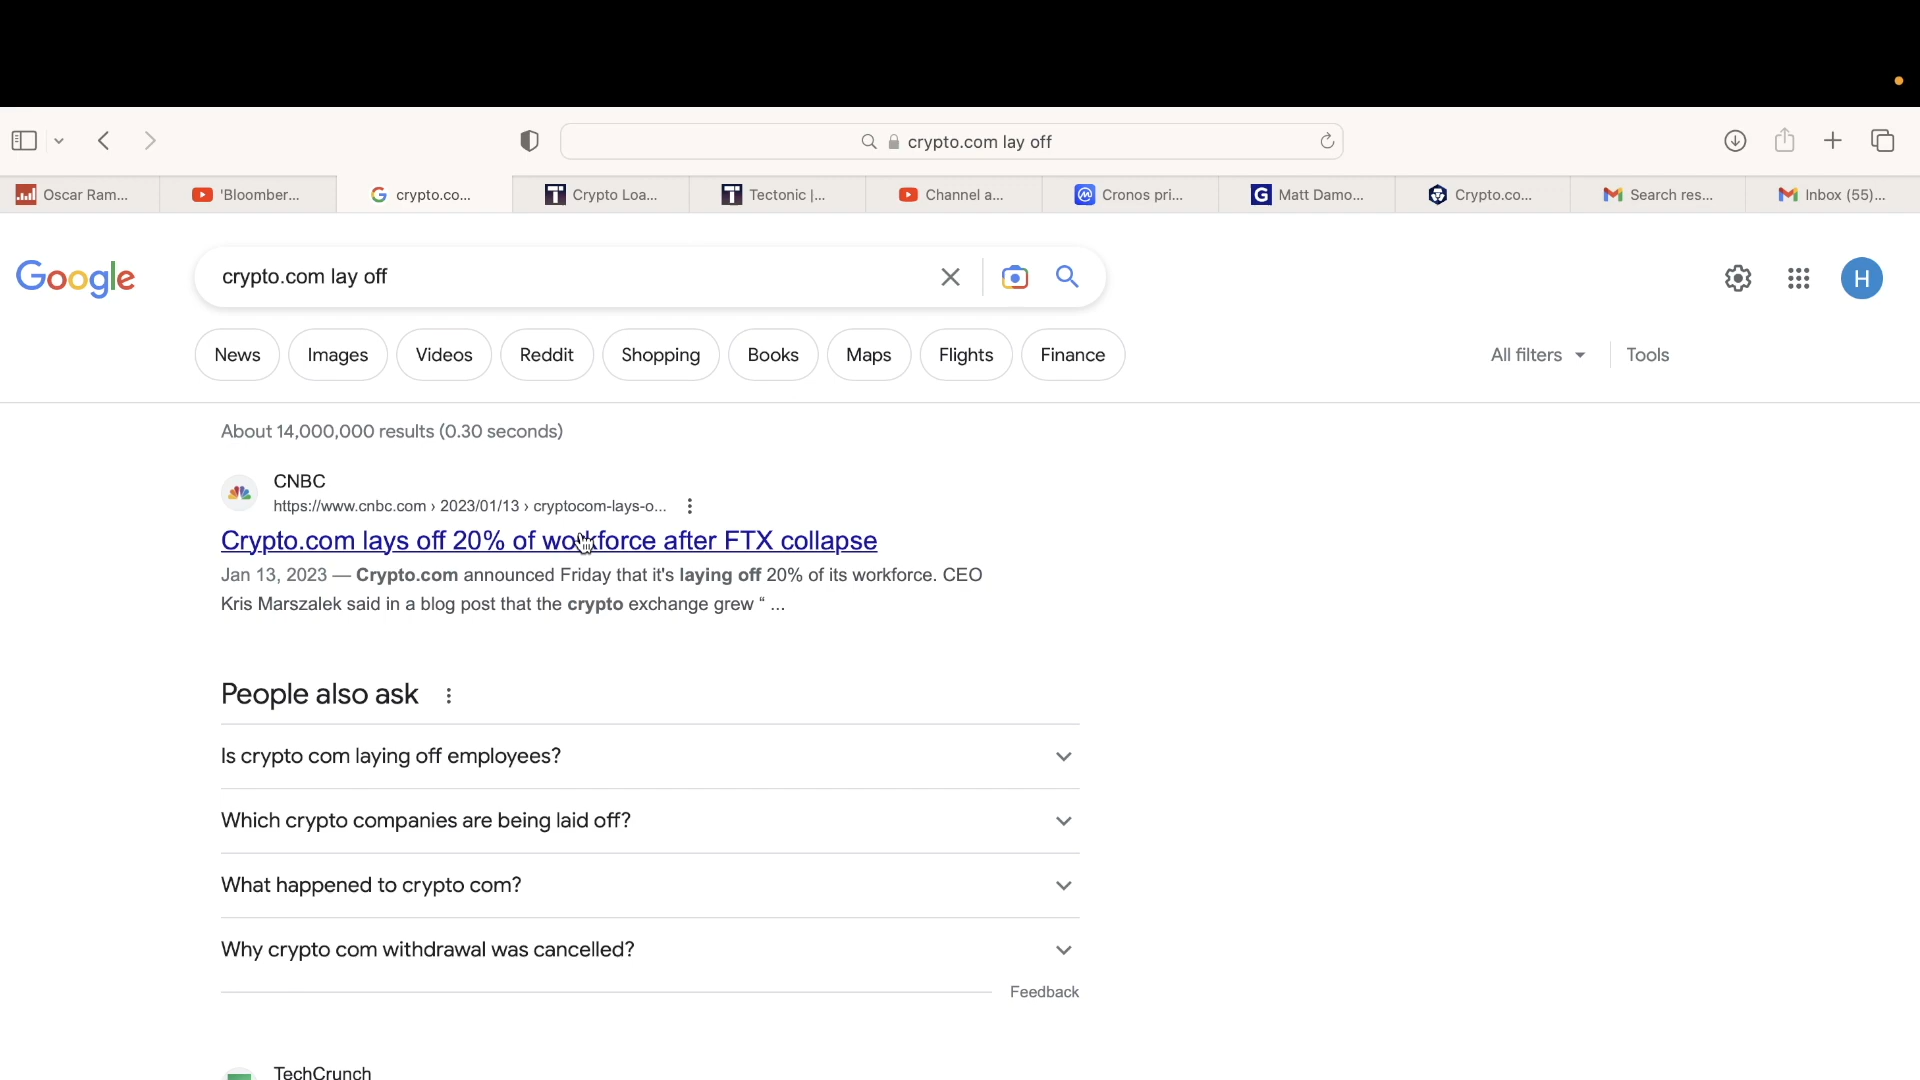 crypto.com lay off
Oscar Ram...
'Bloomber...
crypto.co...
Crypto Loa...
Tectonic |...
Channel a...
Cronos pri...
Matt Damo...
Crypto.co...
Search res...
Inbox (55)...
Google
crypto.com lay off
H
News
Images
Videos
Reddit
Shopping
Books
Maps
Flights
Finance
All filters
Tools
About 14,000,000 results (0.30 seconds)
CNBC
https://www.cnbc.com › 2023/01/13 › cryptocom-lays-o...
Crypto.com lays off 20% of workforce after FTX collapse
Jan 13, 2023 — Crypto.com announced Friday that it's laying off 20% of its workforce. CEO
Kris Marszalek said in a blog post that the crypto exchange grew “ ...
People also ask
Is crypto com laying off employees?
Which crypto companies are being laid off?
What happened to crypto com?
Why crypto com withdrawal was cancelled?
Feedback
TechCrunch